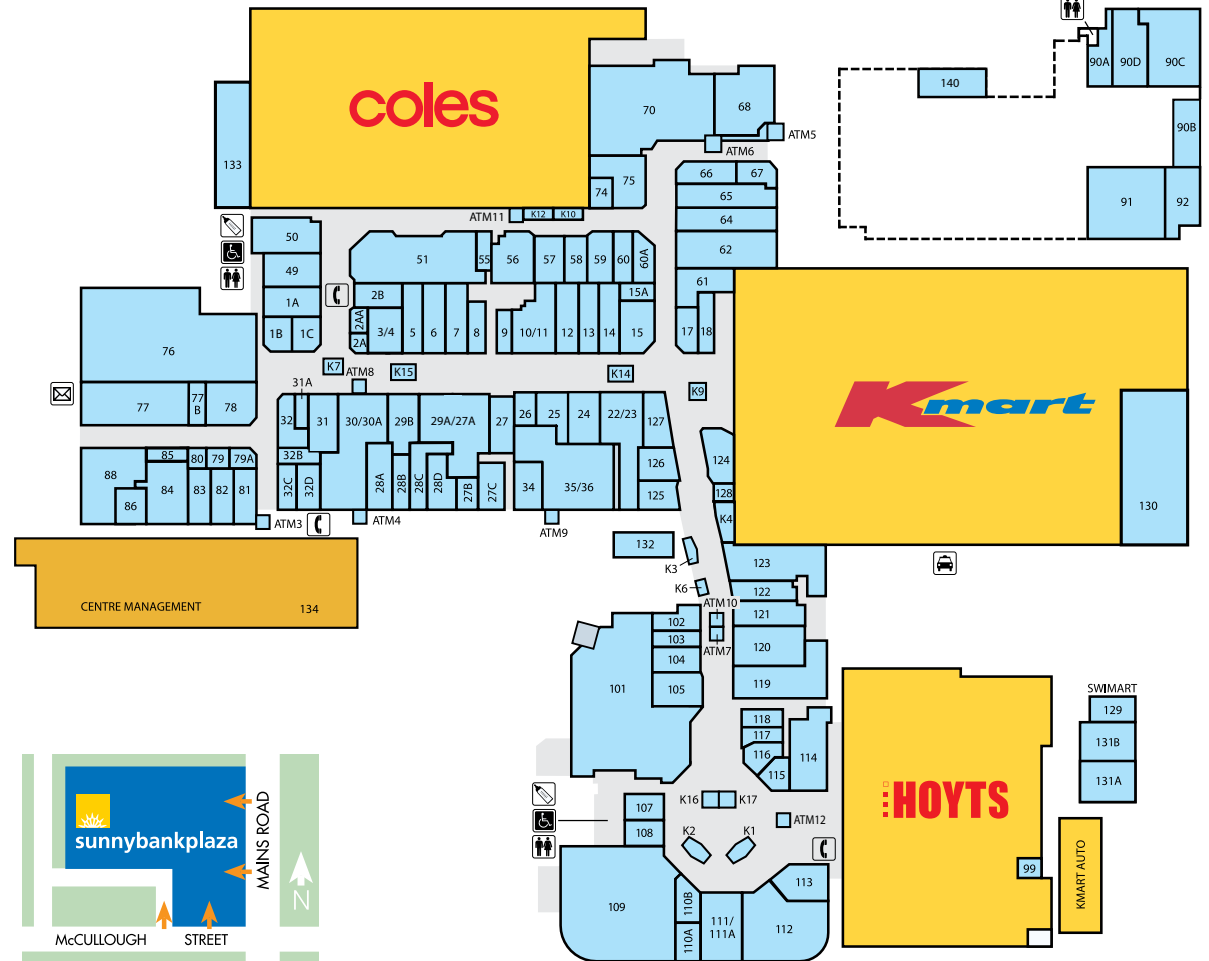 coles
133
70
68
ATM5
ATM6
140
90A
90D
90C
90B
91
92
74
75
66
67
65
64
62
61
ATM11
K12
K10
50
49
1A
1B
1C
51
55
56
57
58
59
60
60A
2B
2AA
2A
3/4
5
6
7
8
9
10/11
12
13
14
15A
15
17
18
Kmart
130
76
77
77
B
78
K7
ATM8
K15
K14
K9
31A
32
31
30/30A
29B
29A/27A
27
26
25
24
22/23
127
126
125
124
128
K4
88
85
80
79
79A
86
84
83
82
81
32B
32C
32D
28A
28B
28C
28D
27B
27C
34
35/36
ATM3
ATM4
ATM9
132
K3
K6
123
122
121
120
119
ATM10
ATM7
CENTRE MANAGEMENT
134
102
103
104
105
101
118
117
116
115
114
HOYTS
99
SWIMART
129
131B
131A
KMART AUTO
107
108
K16
K17
K2
K1
ATM12
109
110B
110A
111/
111A
112
113
sunnybankplaza
MAINS ROAD
N
McCULLOUGH STREET